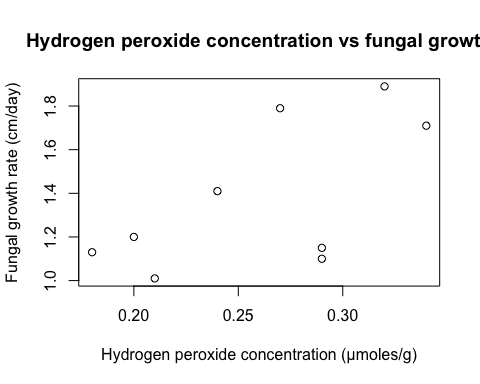 Hydrogen peroxide concentration vs fungal growt
Fungal growth rate (cm/day)
1.8
1.6
1.4
1.2
1.0
0.20 0.25 0.30
Hydrogen peroxide concentration (µmoles/g)